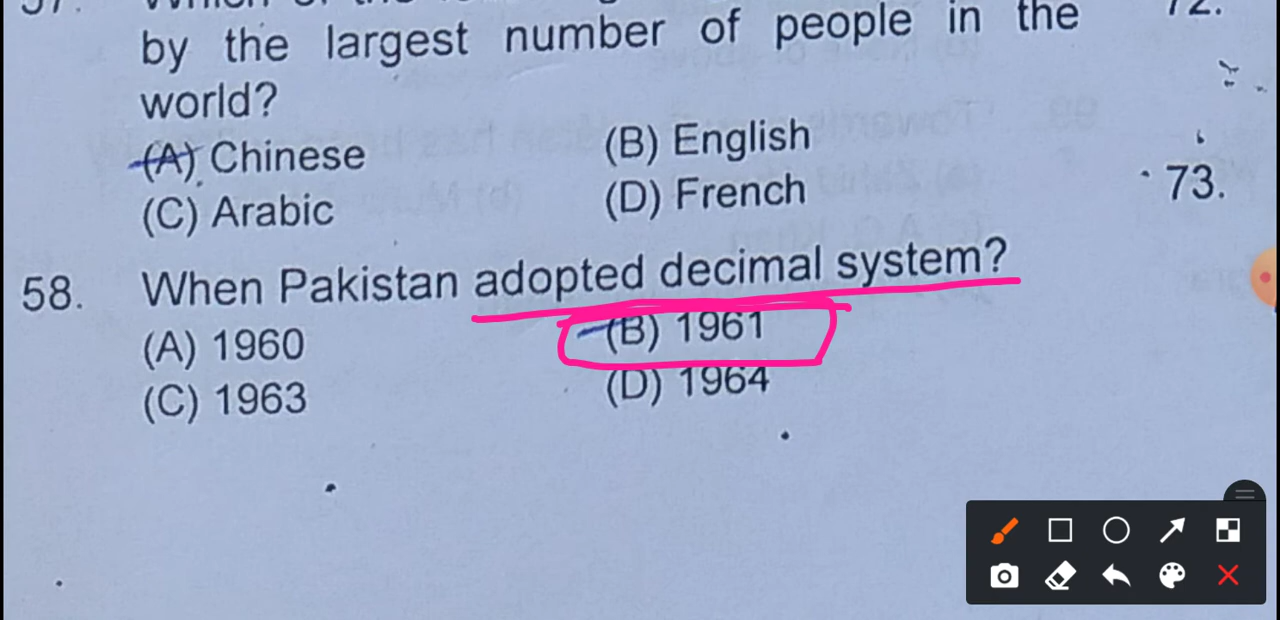 by the largest number of people in the
world?
(A) Chinese
(B) English
(C) Arabic
(D) French
73.
58. When Pakistan adopted decimal system?
(A) 1960
(B) 1961
(C) 1963
(D) 1964